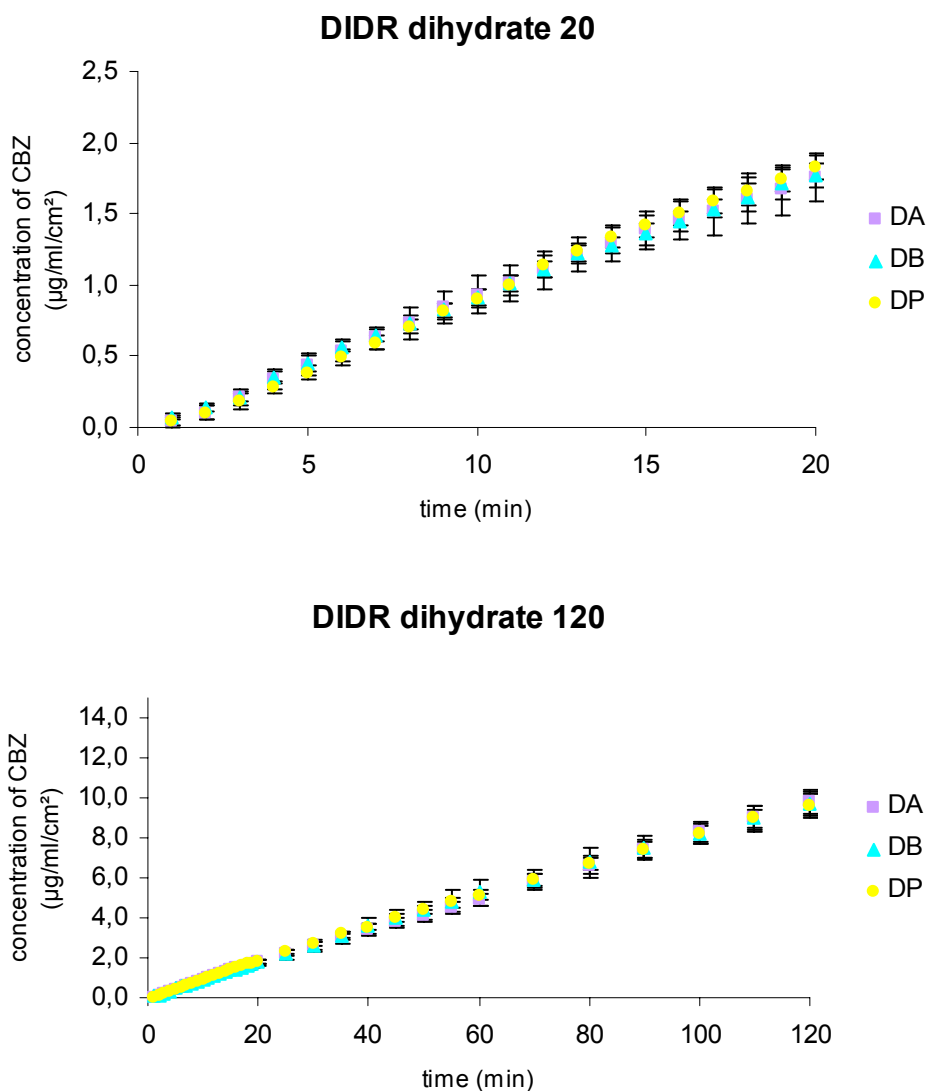 DIDR dihydrate 20
concentration of CBZ
(µg/ml/cm²)
2,5
2,0
1,5
1,0
0,5
0,0
0 5 10 15 20
time (min)
DA
DB
DP
DIDR dihydrate 120
concentration of CBZ
(µg/ml/cm²)
14,0
12,0
10,0
8,0
6,0
4,0
2,0
0,0
0 20 40 60 80 100 120
time (min)
DA
DB
DP